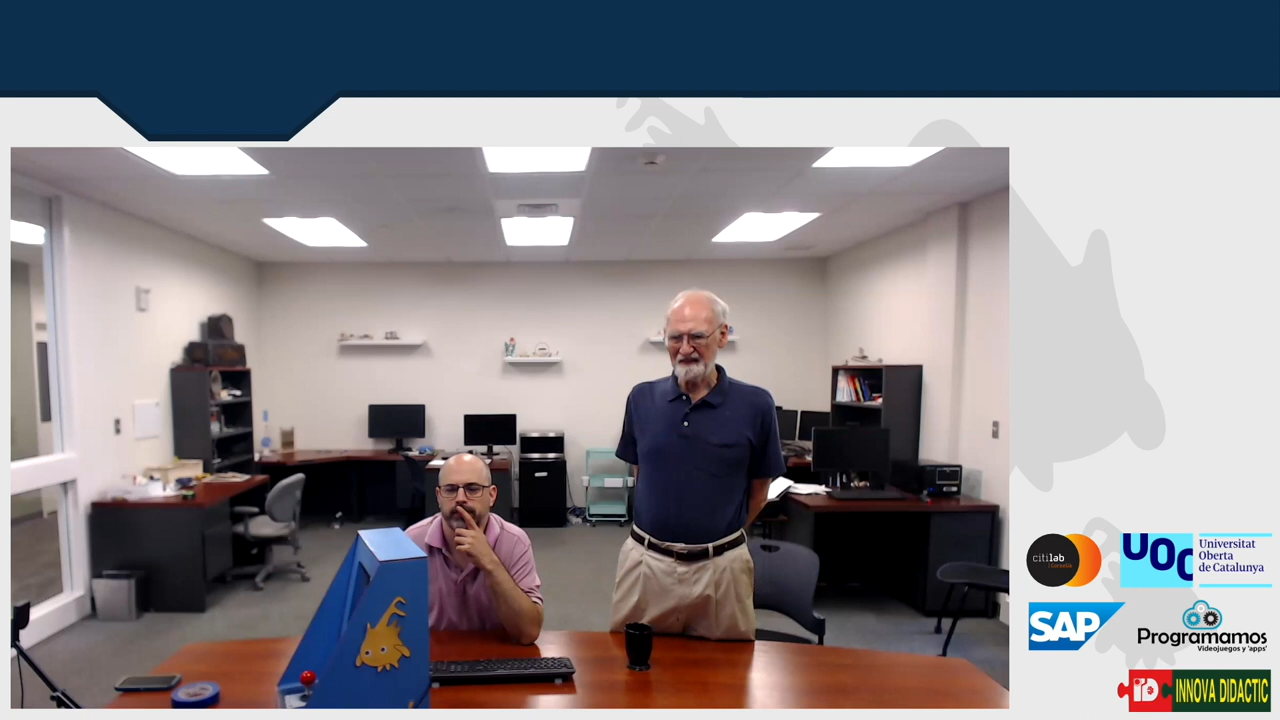 citilab
Cornellà
UOC
Universitat
Oberta
de Catalunya
SAP
Programamos
Videojuegos y 'apps'
iD
INNOVA DIDACTIC